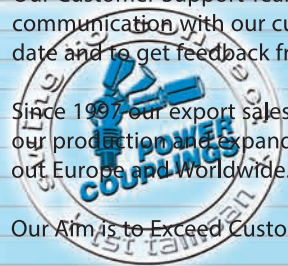 Our Customer Support Tea
communication with our cu
date and to get feedback fr
Since 1997 our export sales
our production and expand
out Europe and Worldwide.
Our Aim is to Exceed Custo
POWER
COUPLINGS